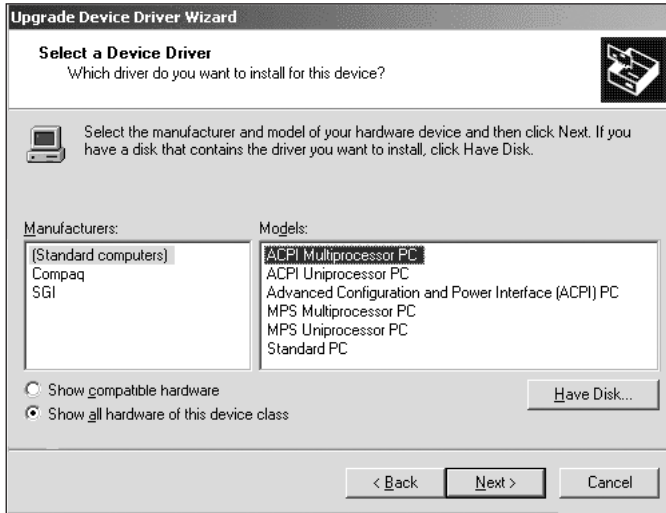 Upgrade Device Driver Wizard
Select a Device Driver
Which driver do you want to install for this device?
Select the manufacturer and model of your hardware device and then click Next. If you
have a disk that contains the driver you want to install, click Have Disk.
Manufacturers:
(Standard computers)
Compaq
SGI
Models:
ACPI Multiprocessor PC
ACPI Uniprocessor PC
Advanced Configuration and Power Interface (ACPI) PC
MPS Multiprocessor PC
MPS Uniprocessor PC
Standard PC
Show compatible hardware
Show all hardware of this device class
Have Disk...
< Back
Next >
Cancel